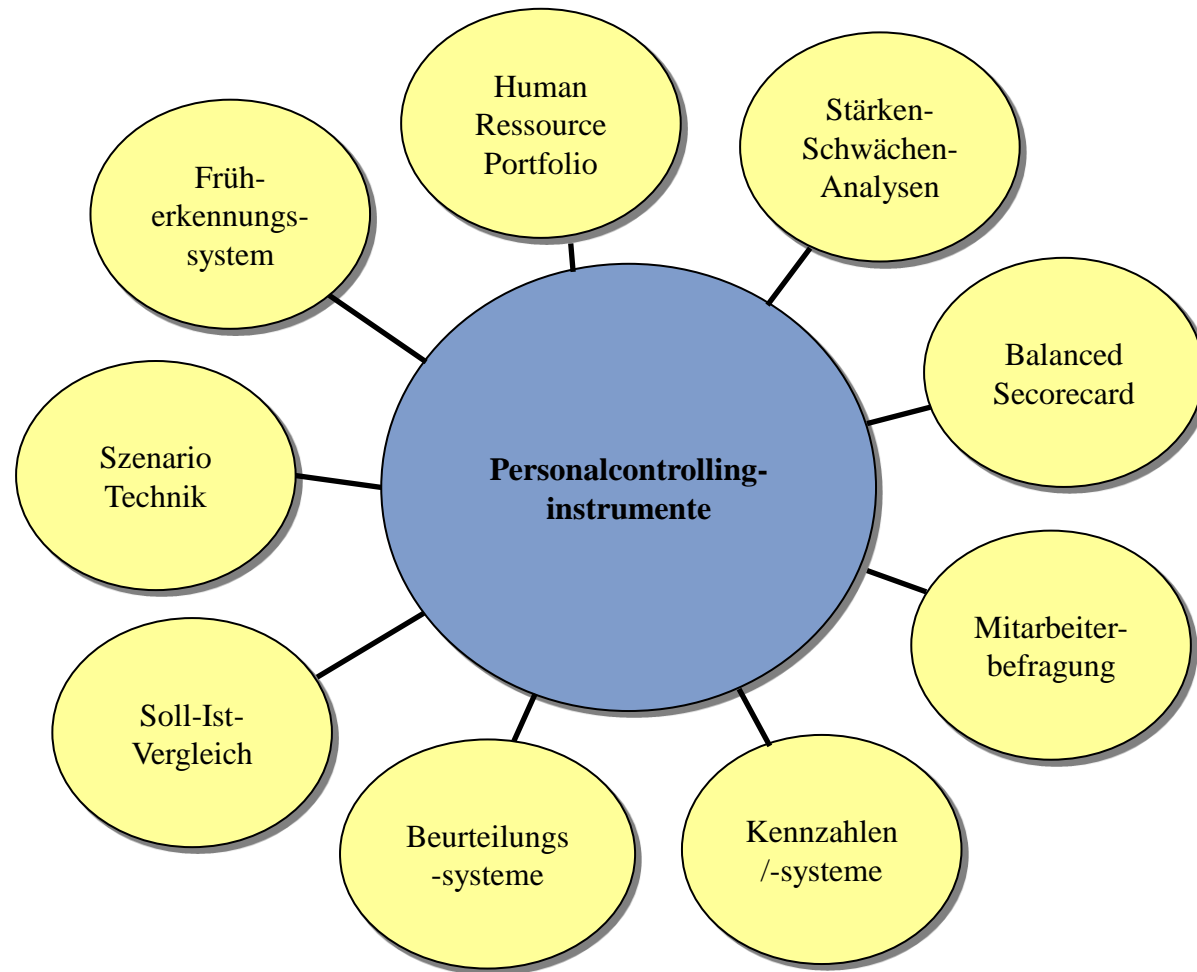 Human
Ressource
Portfolio
Stärken-
Schwächen-
Analysen
Früh-
erkennungs-
system
Balanced
Secorecard
Szenario
Technik
Personalcontrolling-
instrumente
Mitarbeiter-
befragung
Soll-Ist-
Vergleich
Beurteilungs
-systeme
Kennzahlen
/-systeme